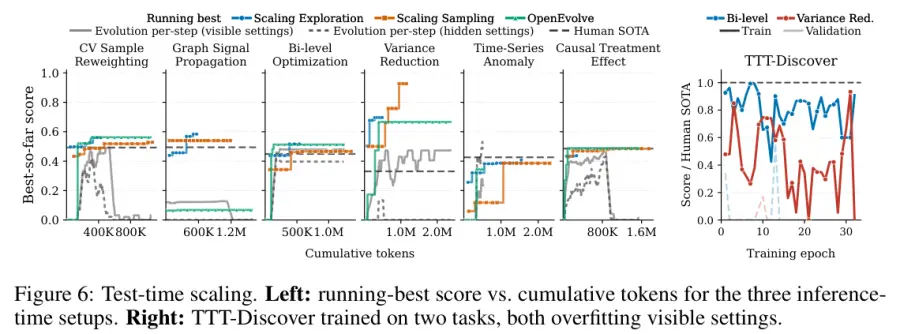 Running best Scaling Exploration Scaling Sampling OpenEvolve
Evolution per-step (visible settings) Evolution per-step (hidden settings) Human SOTA
CV Sample Reweighting
Graph Signal Propagation
Bi-level Optimization
Variance Reduction
Time-Series Anomaly
Causal Treatment Effect
Best-so-far score
1.0
0.8
0.6
0.4
0.2
0.0
400K 800K
600K 1.2M
500K 1.0M
1.0M 2.0M
1.0M 2.0M
800K 1.6M
Cumulative tokens
Bi-level Variance Red.
Train Validation
TTT-Discover
Score / Human SOTA
1.0
0.8
0.6
0.4
0.2
0.0
0 10 20 30
Training epoch
Figure 6: Test-time scaling. Left: running-best score vs. cumulative tokens for the three inference-
time setups. Right: TTT-Discover trained on two tasks, both overfitting visible settings.